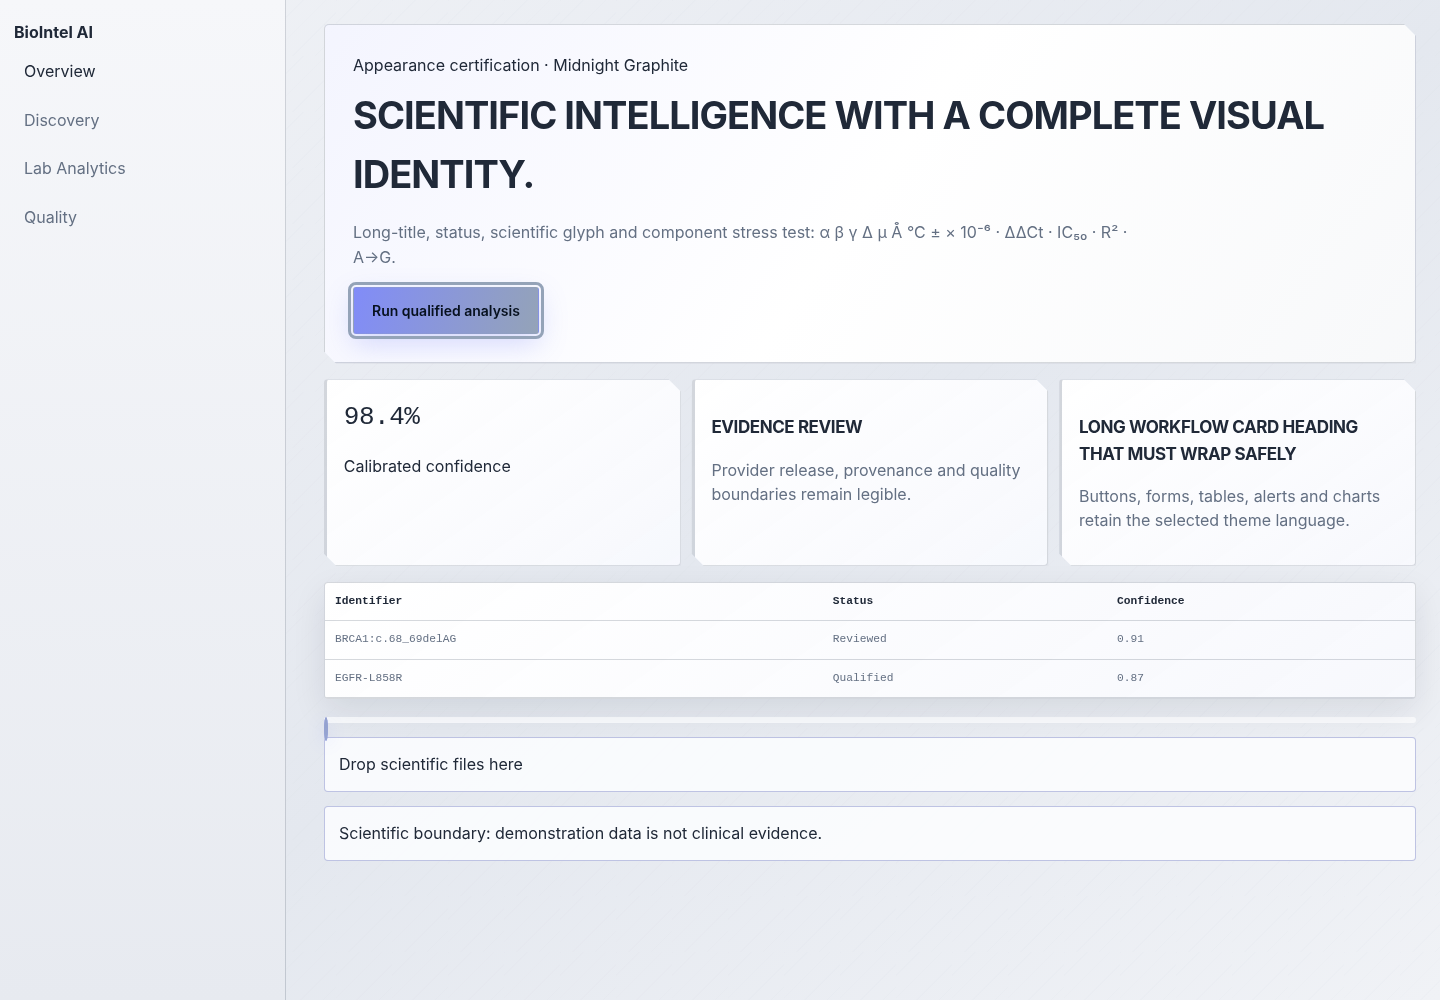 BioIntel AI
Overview
Discovery
Lab Analytics
Quality
Appearance certification · Midnight Graphite
SCIENTIFIC INTELLIGENCE WITH A COMPLETE VISUAL
IDENTITY.
Long-title, status, scientific glyph and component stress test: α β γ Δ µ Å °C ± × 10⁻⁶ · ΔΔCt · IC₅₀ · R² ·
A→G.
Run qualified analysis
98.4%
Calibrated confidence
EVIDENCE REVIEW
Provider release, provenance and quality
boundaries remain legible.
LONG WORKFLOW CARD HEADING
THAT MUST WRAP SAFELY
Buttons, forms, tables, alerts and charts
retain the selected theme language.
Identifier Status Confidence
BRCA1:c.68_69delAG Reviewed 0.91
EGFR-L858R Qualified 0.87
Drop scientific files here
Scientific boundary: demonstration data is not clinical evidence.